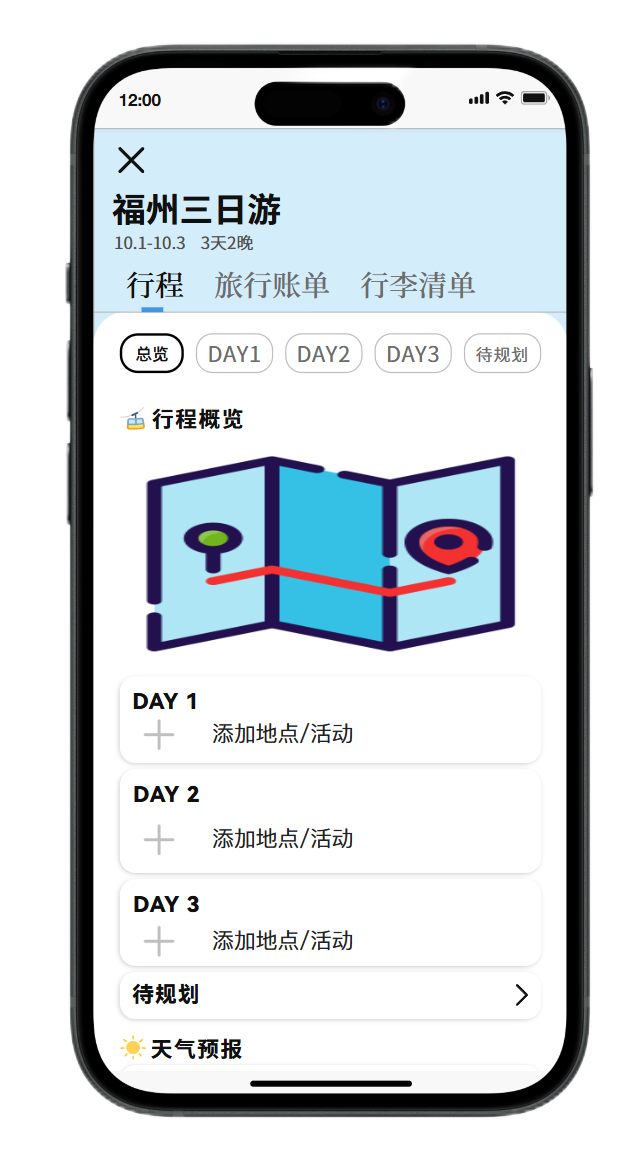 12:00
福州三日游
10.1-10.3 3天2晚
行程 旅行账单 行李清单
总览 DAY1 DAY2 DAY3 待规划
行程概览
DAY 1
添加地点/活动
DAY 2
添加地点/活动
DAY 3
添加地点/活动
待规划
天气预报